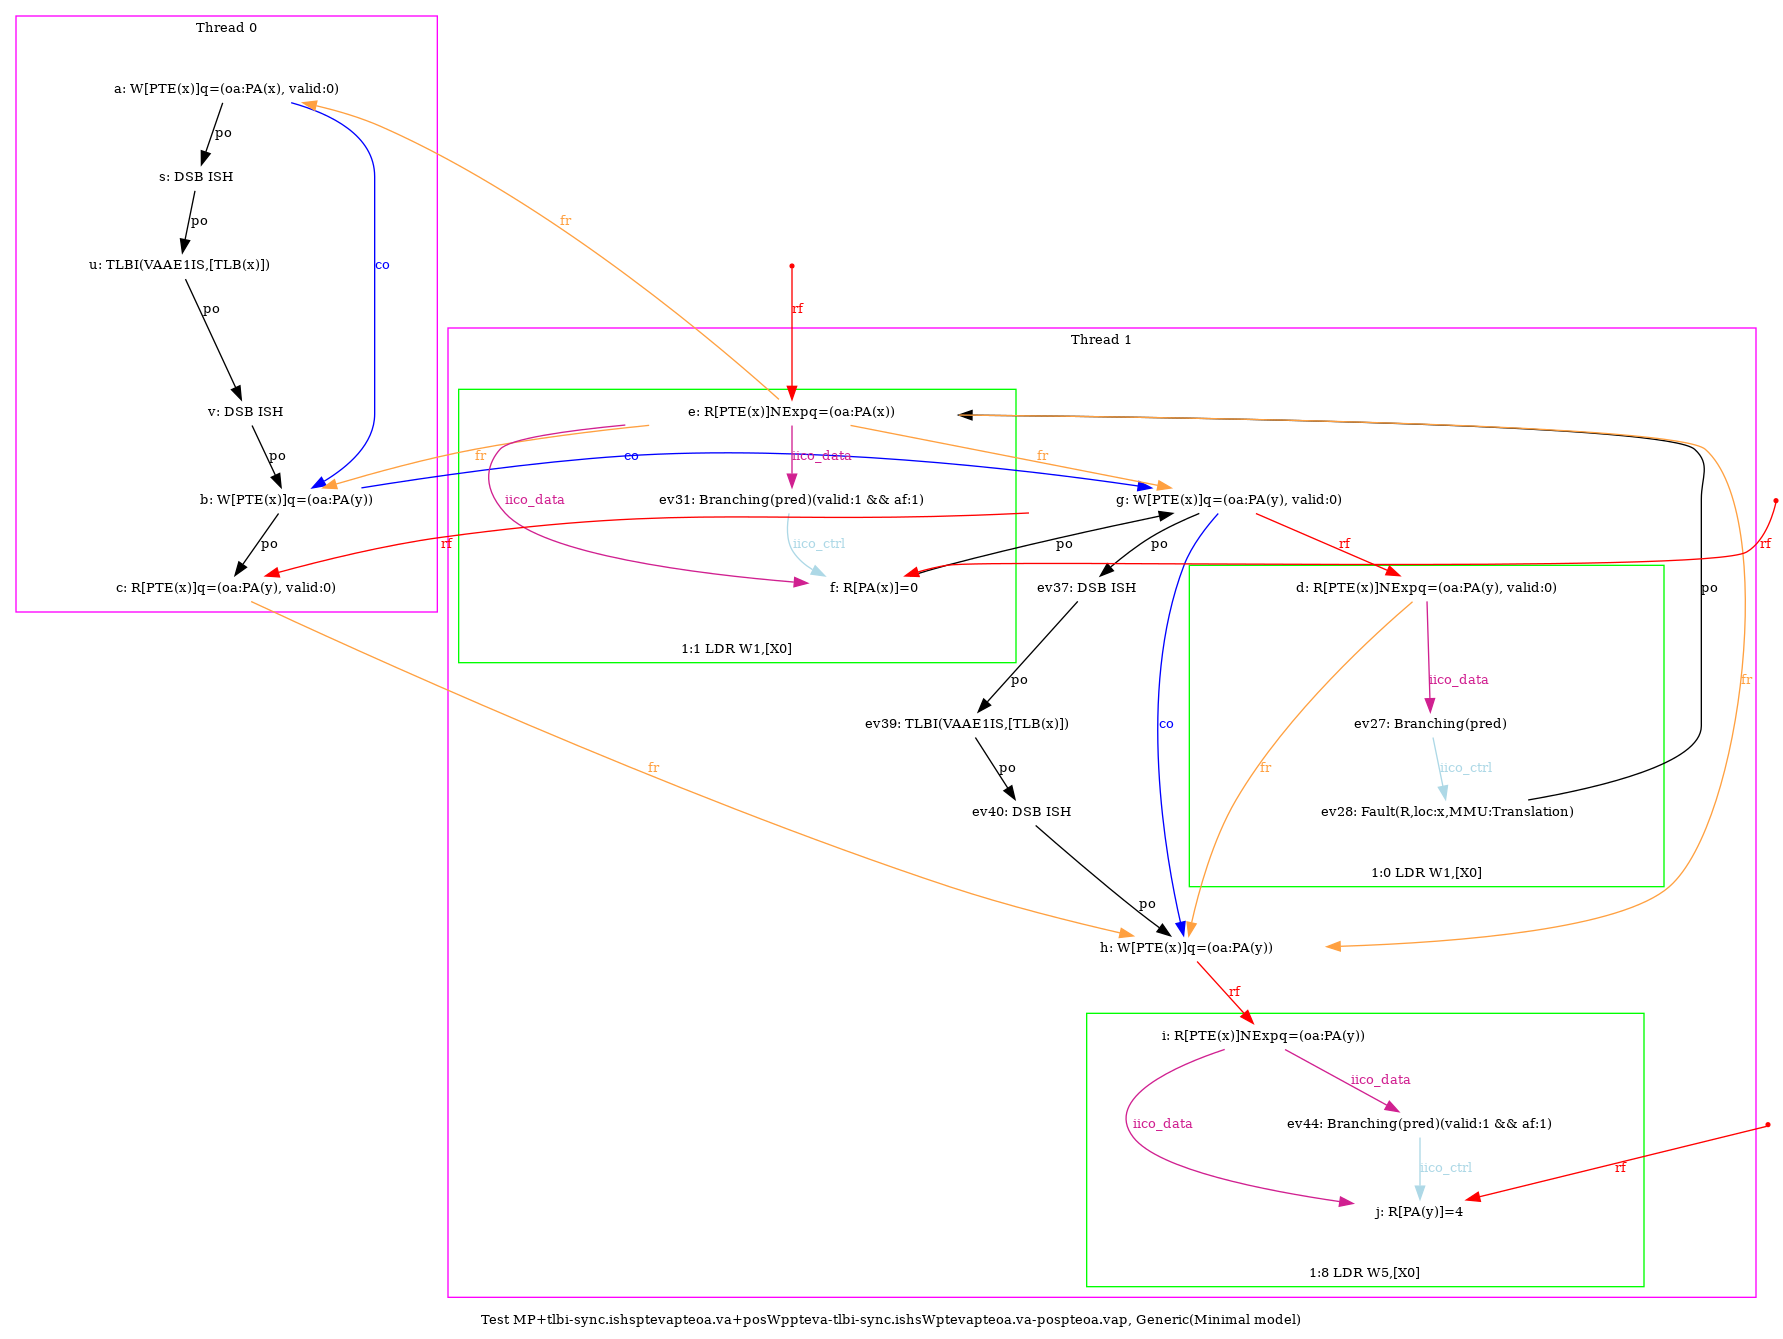 Thread 0
a: W[PTE(x)]q=(oa:PA(x), valid:0)
po
s: DSB ISH
po
fr
u: TLBI(VAAE1IS,[TLB(x)])
co
po
rf
Thread 1
v: DSB ISH
e: R[PTE(x)]NExpq=(oa:PA(x))
po
fr
co
iico_data
fr
b: W[PTE(x)]q=(oa:PA(y))
iico_data
ev31: Branching(pred)(valid:1 && af:1)
g: W[PTE(x)]q=(oa:PA(y), valid:0)
po
rf
iico_ctrl
po
po
rf
rf
c: R[PTE(x)]q=(oa:PA(y), valid:0)
f: R[PA(x)]=0
ev37: DSB ISH
d: R[PTE(x)]NExpq=(oa:PA(y), valid:0)
po
1:1 LDR W1,[X0]
po
iico_data
fr
ev39: TLBI(VAAE1IS,[TLB(x)])
co
ev27: Branching(pred)
fr
po
fr
iico_ctrl
ev40: DSB ISH
ev28: Fault(R,loc:x,MMU:Translation)
1:0 LDR W1,[X0]
po
h: W[PTE(x)]q=(oa:PA(y))
rf
i: R[PTE(x)]NExpq=(oa:PA(y))
iico_data
iico_data
ev44: Branching(pred)(valid:1 && af:1)
iico_ctrl
rf
j: R[PA(y)]=4
1:8 LDR W5,[X0]
Test MP+tlbi-sync.ishsptevapteoa.va+posWppteva-tlbi-sync.ishsWptevapteoa.va-pospteoa.vap, Generic(Minimal model)